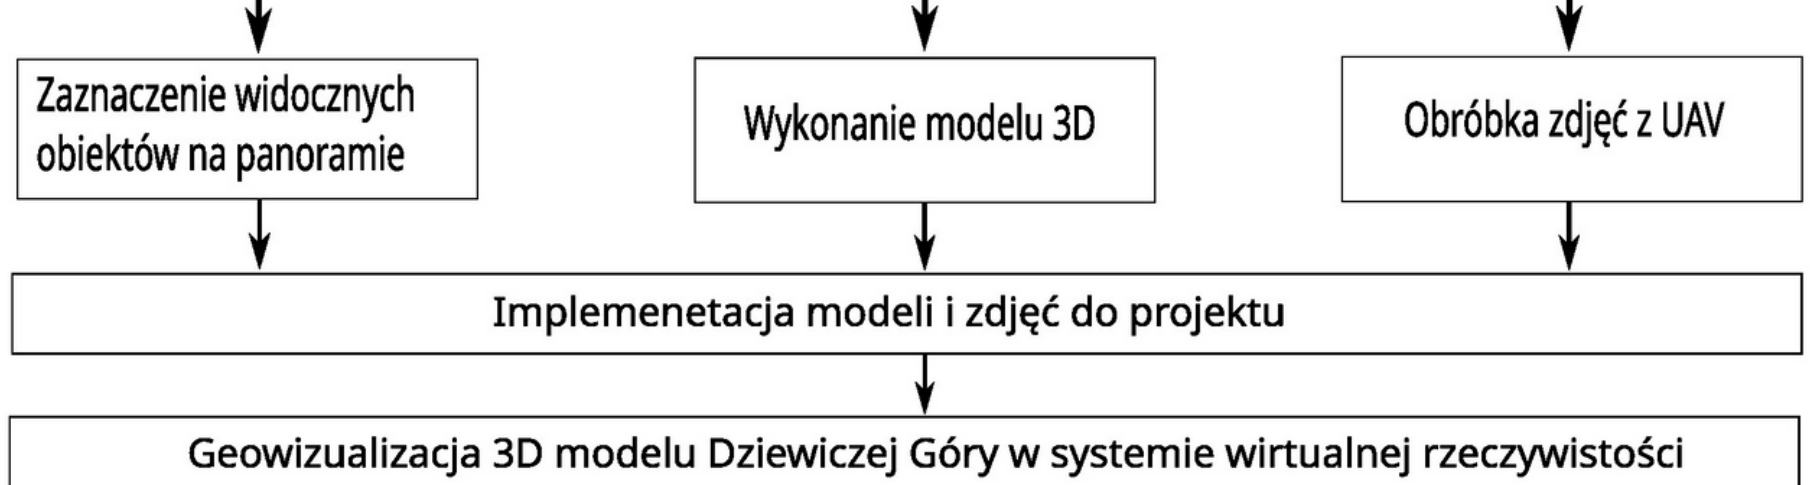 Zaznaczenie widocznych
obiektów na panoramie
Wykonanie modelu 3D
Obróbka zdjęć z UAV
Implemenetacja modeli i zdjęć do projektu
Geowizualizacja 3D modelu Dziewiczej Góry w systemie wirtualnej rzeczywistości